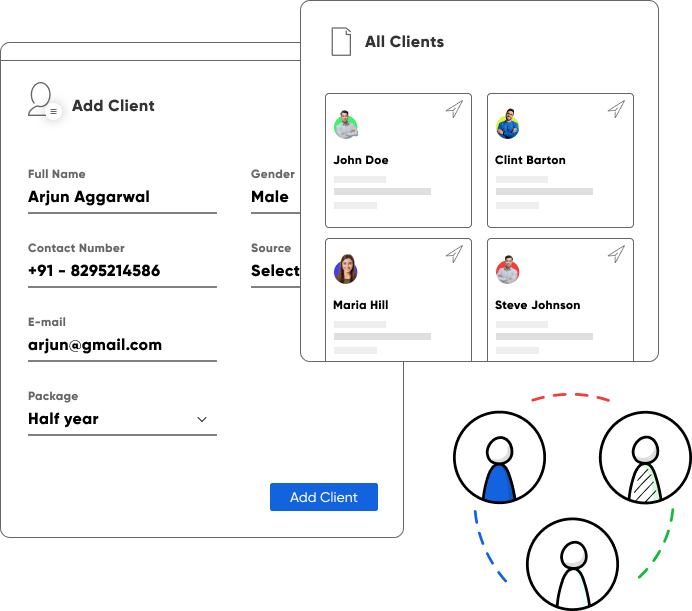 All Clients
Add Client
John Doe
Clint Barton
Full Name
Gender
Arjun Aggarwal
Male
Contact Number
Source
+91 - 8295214586
Select
Maria Hill
Steve Johnson
E-mail
arjun@gmail.com
Package
Half year
Add Client